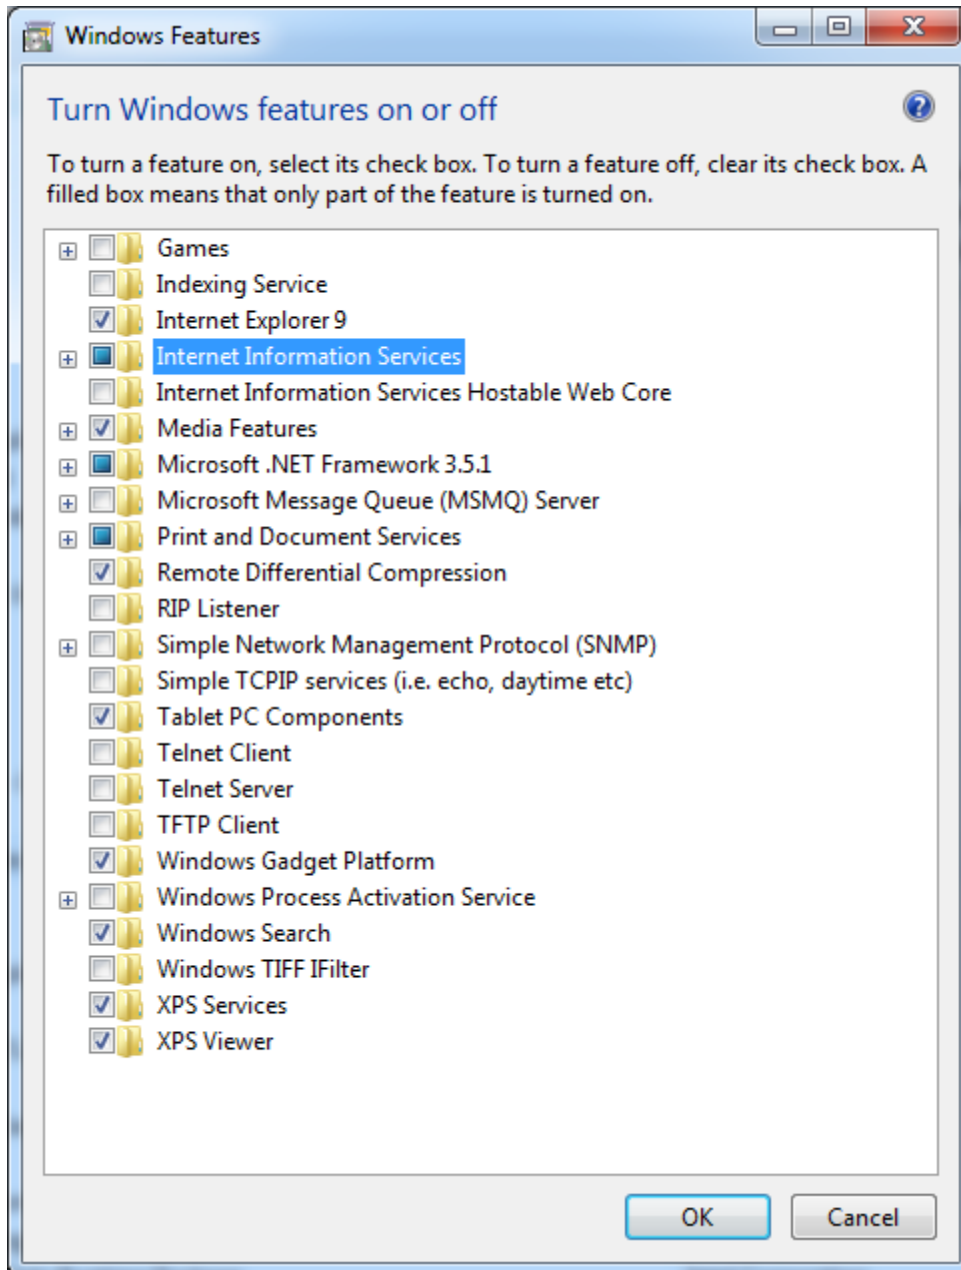 Windows Features
Turn Windows features on or off
To turn a feature on, select its check box. To turn a feature off, clear its check box. A
filled box means that only part of the feature is turned on.
Games
Indexing Service
Internet Explorer 9
Internet Information Services
Internet Information Services Hostable Web Core
Media Features
Microsoft .NET Framework 3.5.1
Microsoft Message Queue (MSMQ) Server
Print and Document Services
Remote Differential Compression
RIP Listener
Simple Network Management Protocol (SNMP)
Simple TCPIP services (i.e. echo, daytime etc)
Tablet PC Components
Telnet Client
Telnet Server
TFTP Client
Windows Gadget Platform
Windows Process Activation Service
Windows Search
Windows TIFF IFilter
XPS Services
XPS Viewer
OK Cancel